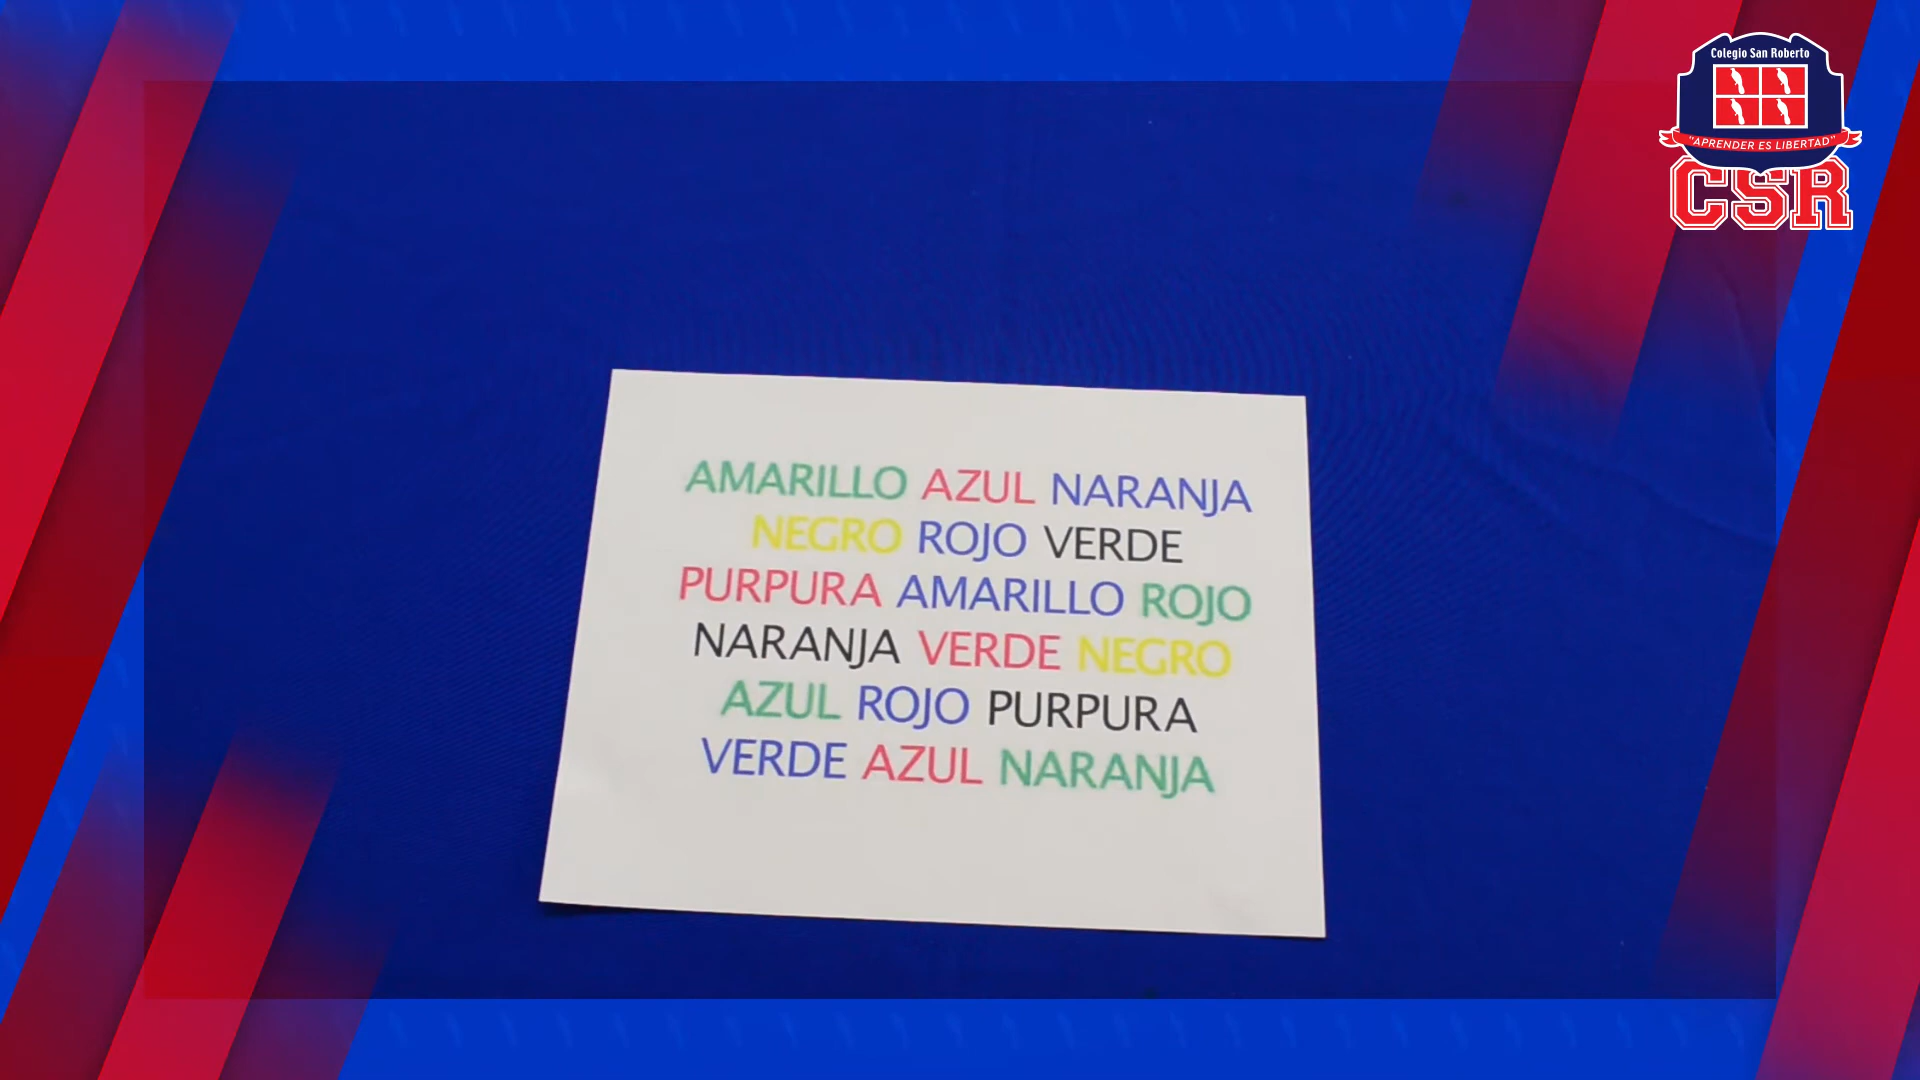 Colegio San Roberto
"APRENDER ES LIBERTAD"
CSR
AMARILLO AZUL NARANJA
NEGRO ROJO VERDE
PURPURA AMARILLO ROJO
NARANJA VERDE NEGRO
AZUL ROJO PURPURA
VERDE AZUL NARANJA